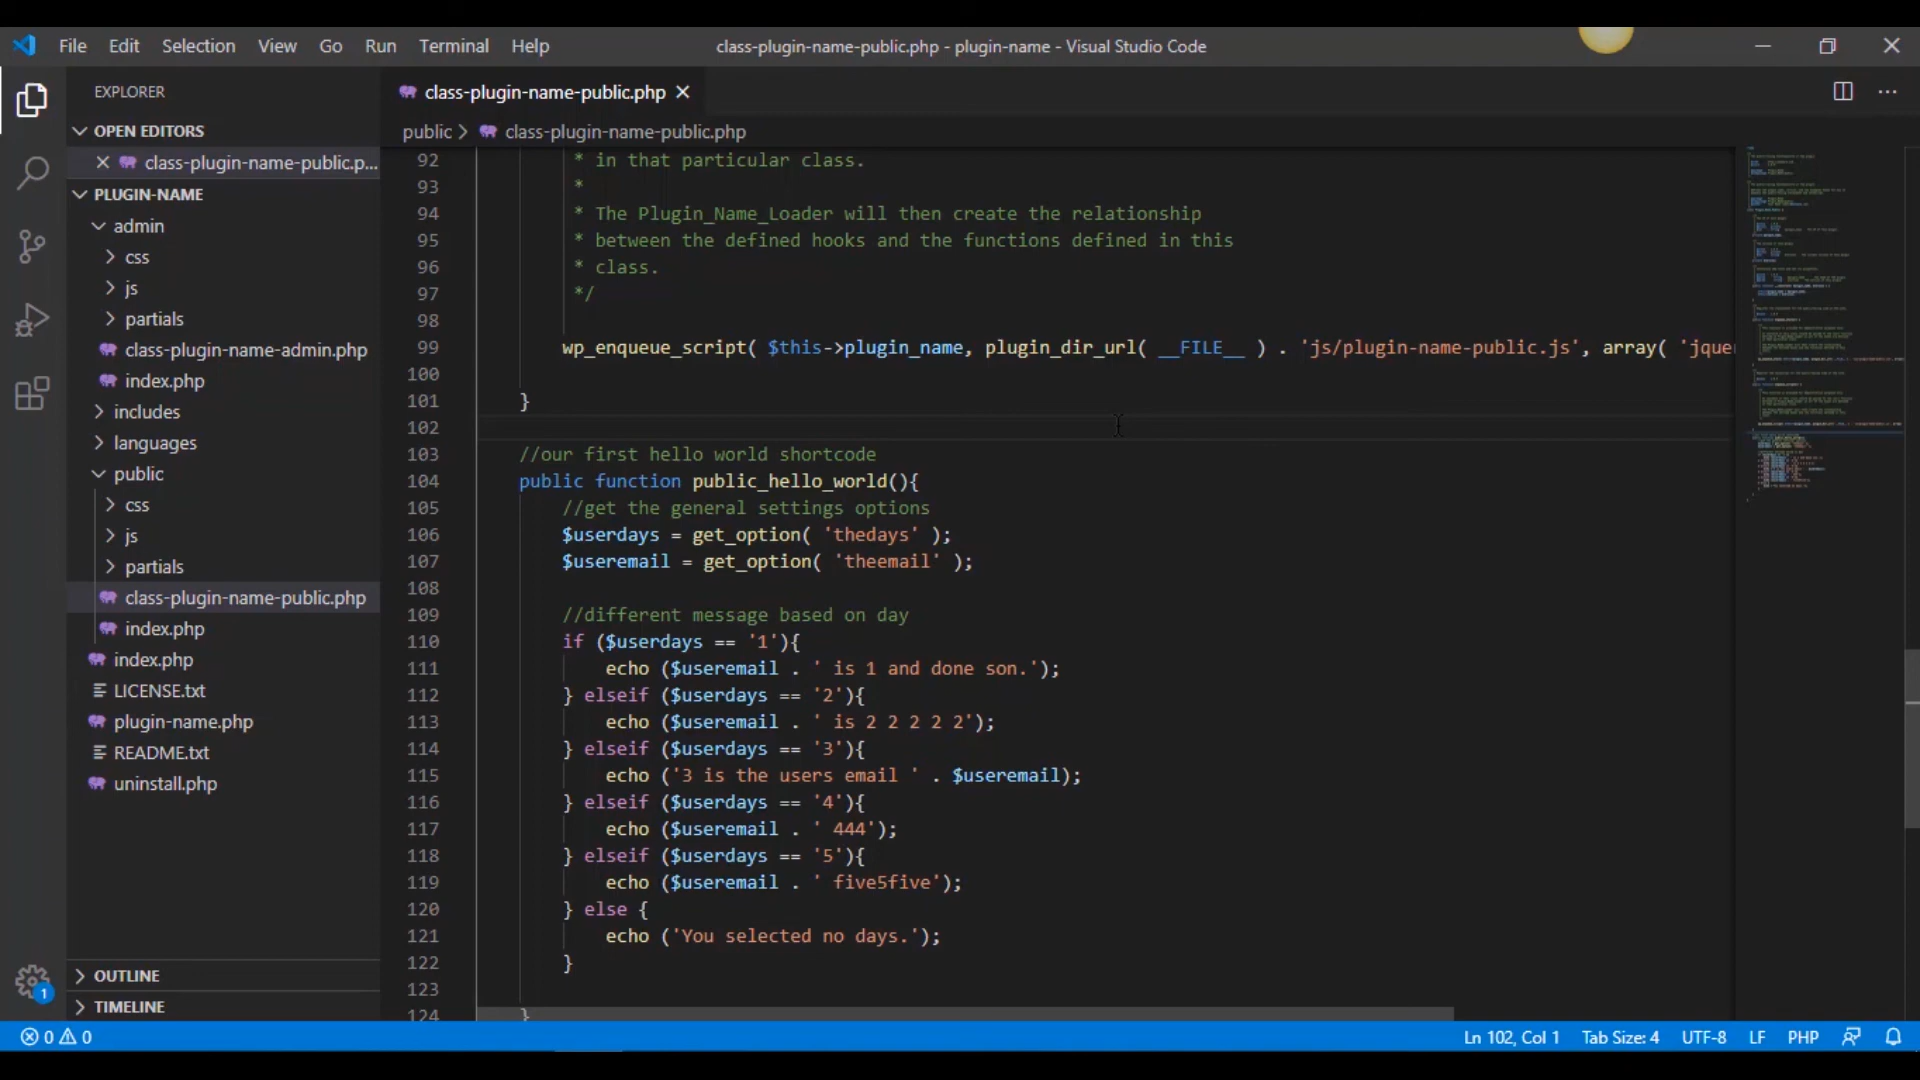 File Edit Selection View Go Run Terminal Help
class-plugin-name-public.php - plugin-name - Visual Studio Code
EXPLORER
OPEN EDITORS
class-plugin-name-public.p...
PLUGIN-NAME
admin
css
js
partials
class-plugin-name-admin.php
index.php
includes
languages
public
css
js
partials
class-plugin-name-public.php
index.php
index.php
LICENSE.txt
plugin-name.php
README.txt
uninstall.php
OUTLINE
TIMELINE
1
class-plugin-name-public.php
public > class-plugin-name-public.php
92 * in that particular class.
93 *
94 * The Plugin_Name_Loader will then create the relationship
95 * between the defined hooks and the functions defined in this
96 * class.
97 */
98
99 wp_enqueue_script( $this->plugin_name, plugin_dir_url( __FILE__ ) . 'js/plugin-name-public.js', array( 'jque
100
101 }
102
103 //our first hello world shortcode
104 public function public_hello_world(){
105 //get the general settings options
106 $userdays = get_option( 'thedays' );
107 $useremail = get_option( 'theemail' );
108
109 //different message based on day
110 if ($userdays == '1'){
111 echo ($useremail . ' is 1 and done son.');
112 } elseif ($userdays == '2'){
113 echo ($useremail . ' is 2 2 2 2 2');
114 } elseif ($userdays == '3'){
115 echo ('3 is the users email ' . $useremail);
116 } elseif ($userdays == '4'){
117 echo ($useremail . ' 444');
118 } elseif ($userdays == '5'){
119 echo ($useremail . ' five5five');
120 } else {
121 echo ('You selected no days.');
122 }
123
124 }
0 0
Ln 102, Col 1 Tab Size: 4 UTF-8 LF PHP